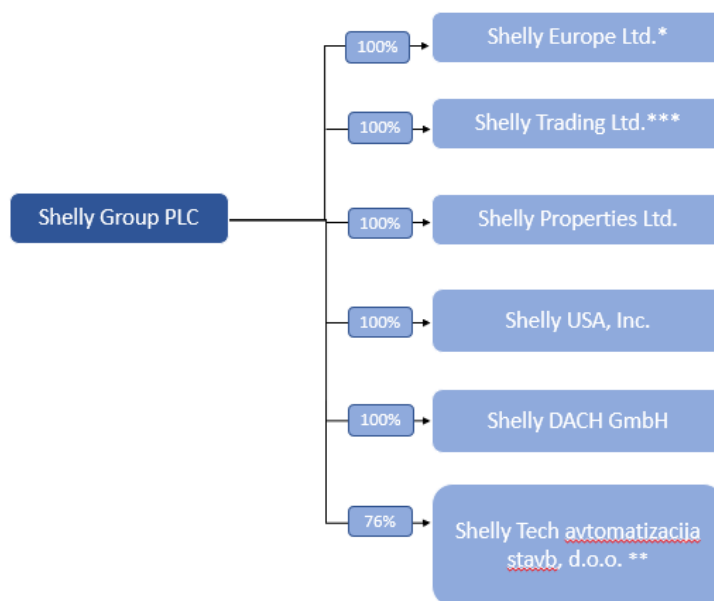 100%
Shelly Europe Ltd.*
100%
Shelly Trading Ltd.***
Shelly Group PLC
100%
Shelly Properties Ltd.
100%
Shelly USA, Inc.
100%
Shelly DACH GmbH
76%
Shelly Tech avtomatizacija
stavb, d.o.o. **